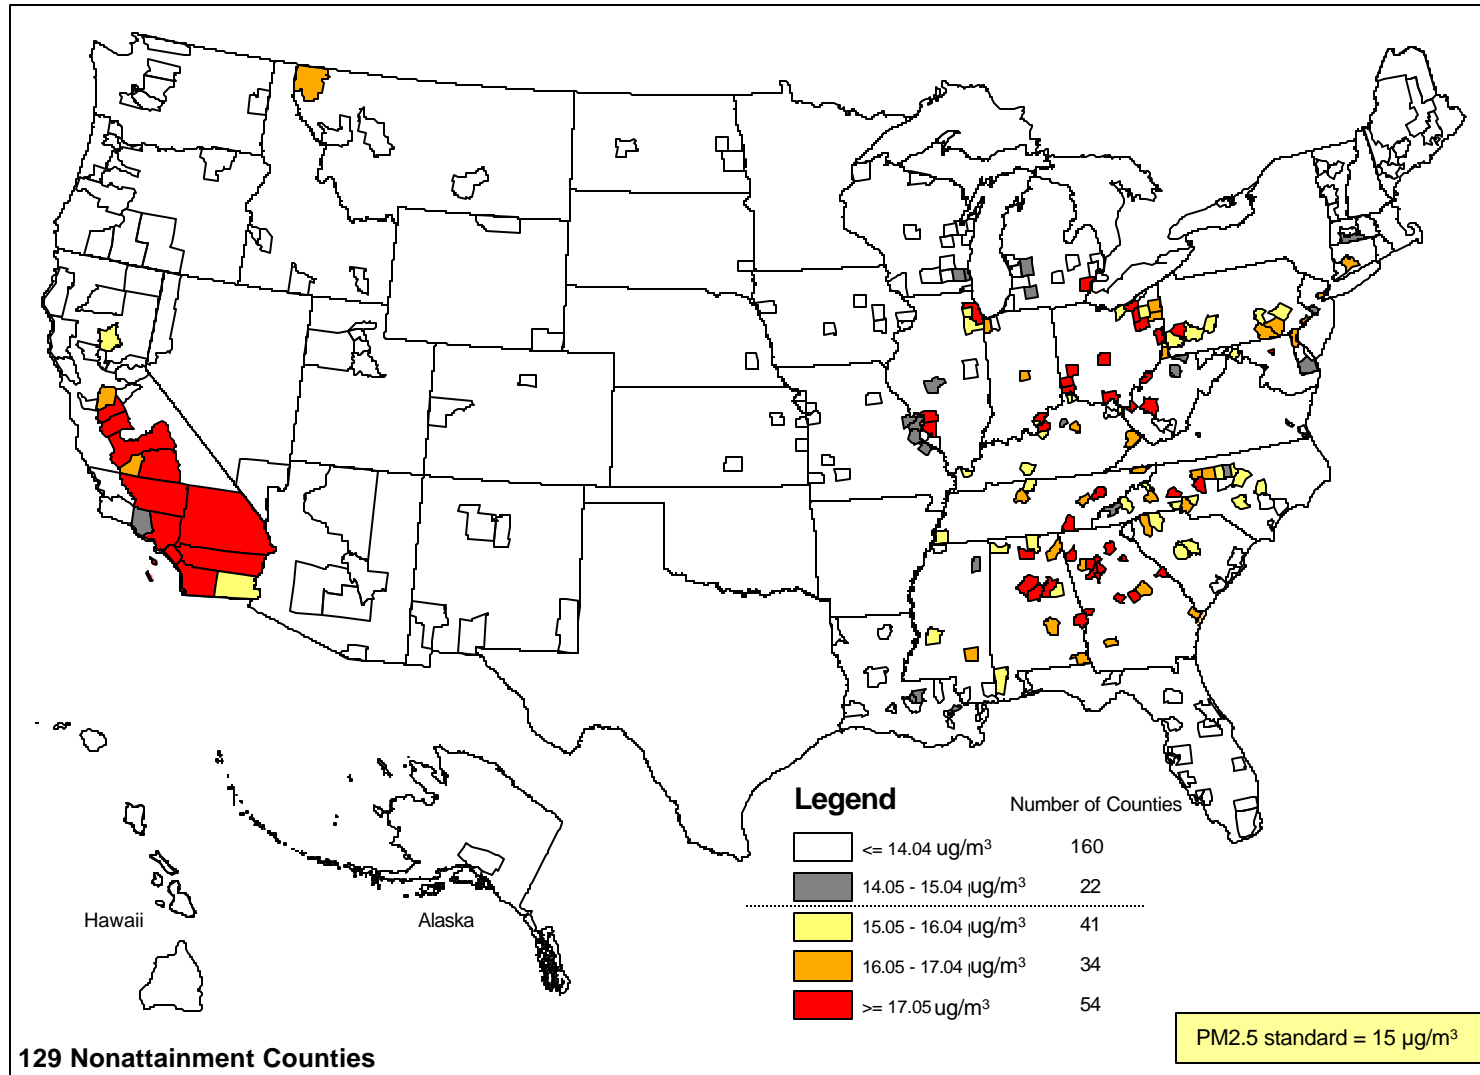 Legend Number of Counties
<= 14.04 ug/m³ 160
14.05 - 15.04 µg/m³ 22
15.05 - 16.04 µg/m³ 41
16.05 - 17.04 µg/m³ 34
>= 17.05 ug/m³ 54
Hawaii
Alaska
PM2.5 standard = 15 µg/m³
129 Nonattainment Counties